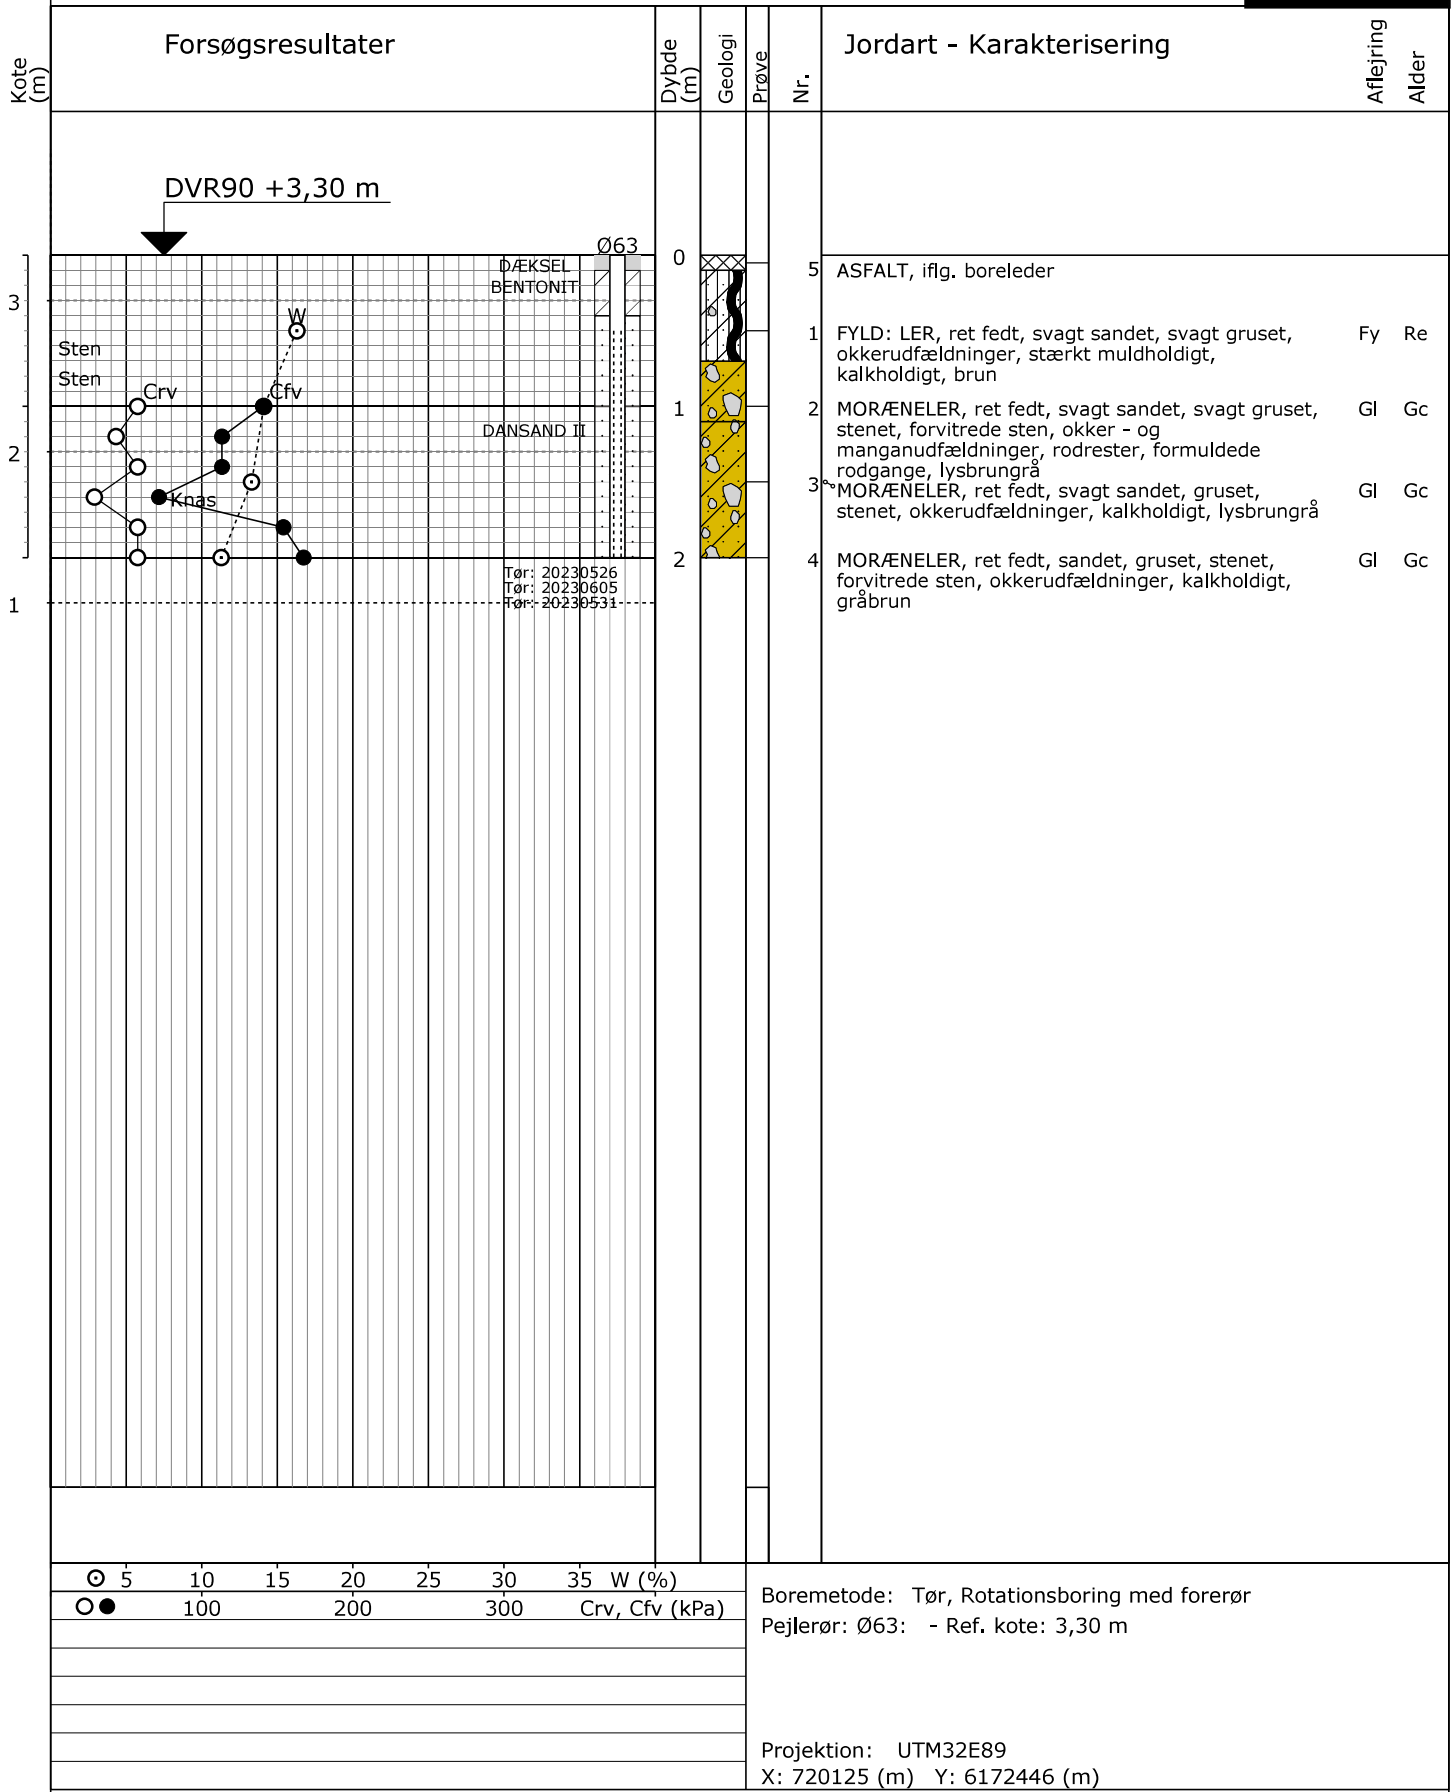 Kote (m)
Forsøgsresultater
Dybde (m)
Geologi
Prøve
Nr.
Jordart - Karakterisering
Aflejring
Alder
DVR90 +3,30 m
Ø63
0
DÆKSEL
BENTONIT
5 ASFALT, iflg. boreleder
3
W
1 FYLD: LER, ret fedt, svagt sandet, svagt gruset, Fy Re
okkerudfældninger, stærkt muldholdigt,
kalkholdigt, brun
Sten
Sten
Crv
Cfv
1
2 MORÆNELER, ret fedt, svagt sandet, svagt gruset, Gl Gc
stenet, forvitrede sten, okker - og
manganudfældninger, rodrester, formuldede
rodgange, lysbrungrå
DANSAND II
2
3 MORÆNELER, ret fedt, svagt sandet, gruset, Gl Gc
stenet, okkerudfældninger, kalkholdigt, lysbrungrå
Knas
2
4 MORÆNELER, ret fedt, sandet, gruset, stenet, Gl Gc
forvitrede sten, okkerudfældninger, kalkholdigt,
gråbrun
Tør: 20230526
Tør: 20230605
Tør: 20230531
1
5 10 15 20 25 30 35 W (%)
100 200 300 Crv, Cfv (kPa)
Boremetode: Tør, Rotationsboring med forerør
Pejlerør: Ø63: - Ref. kote: 3,30 m
Projektion: UTM32E89
X: 720125 (m) Y: 6172446 (m)